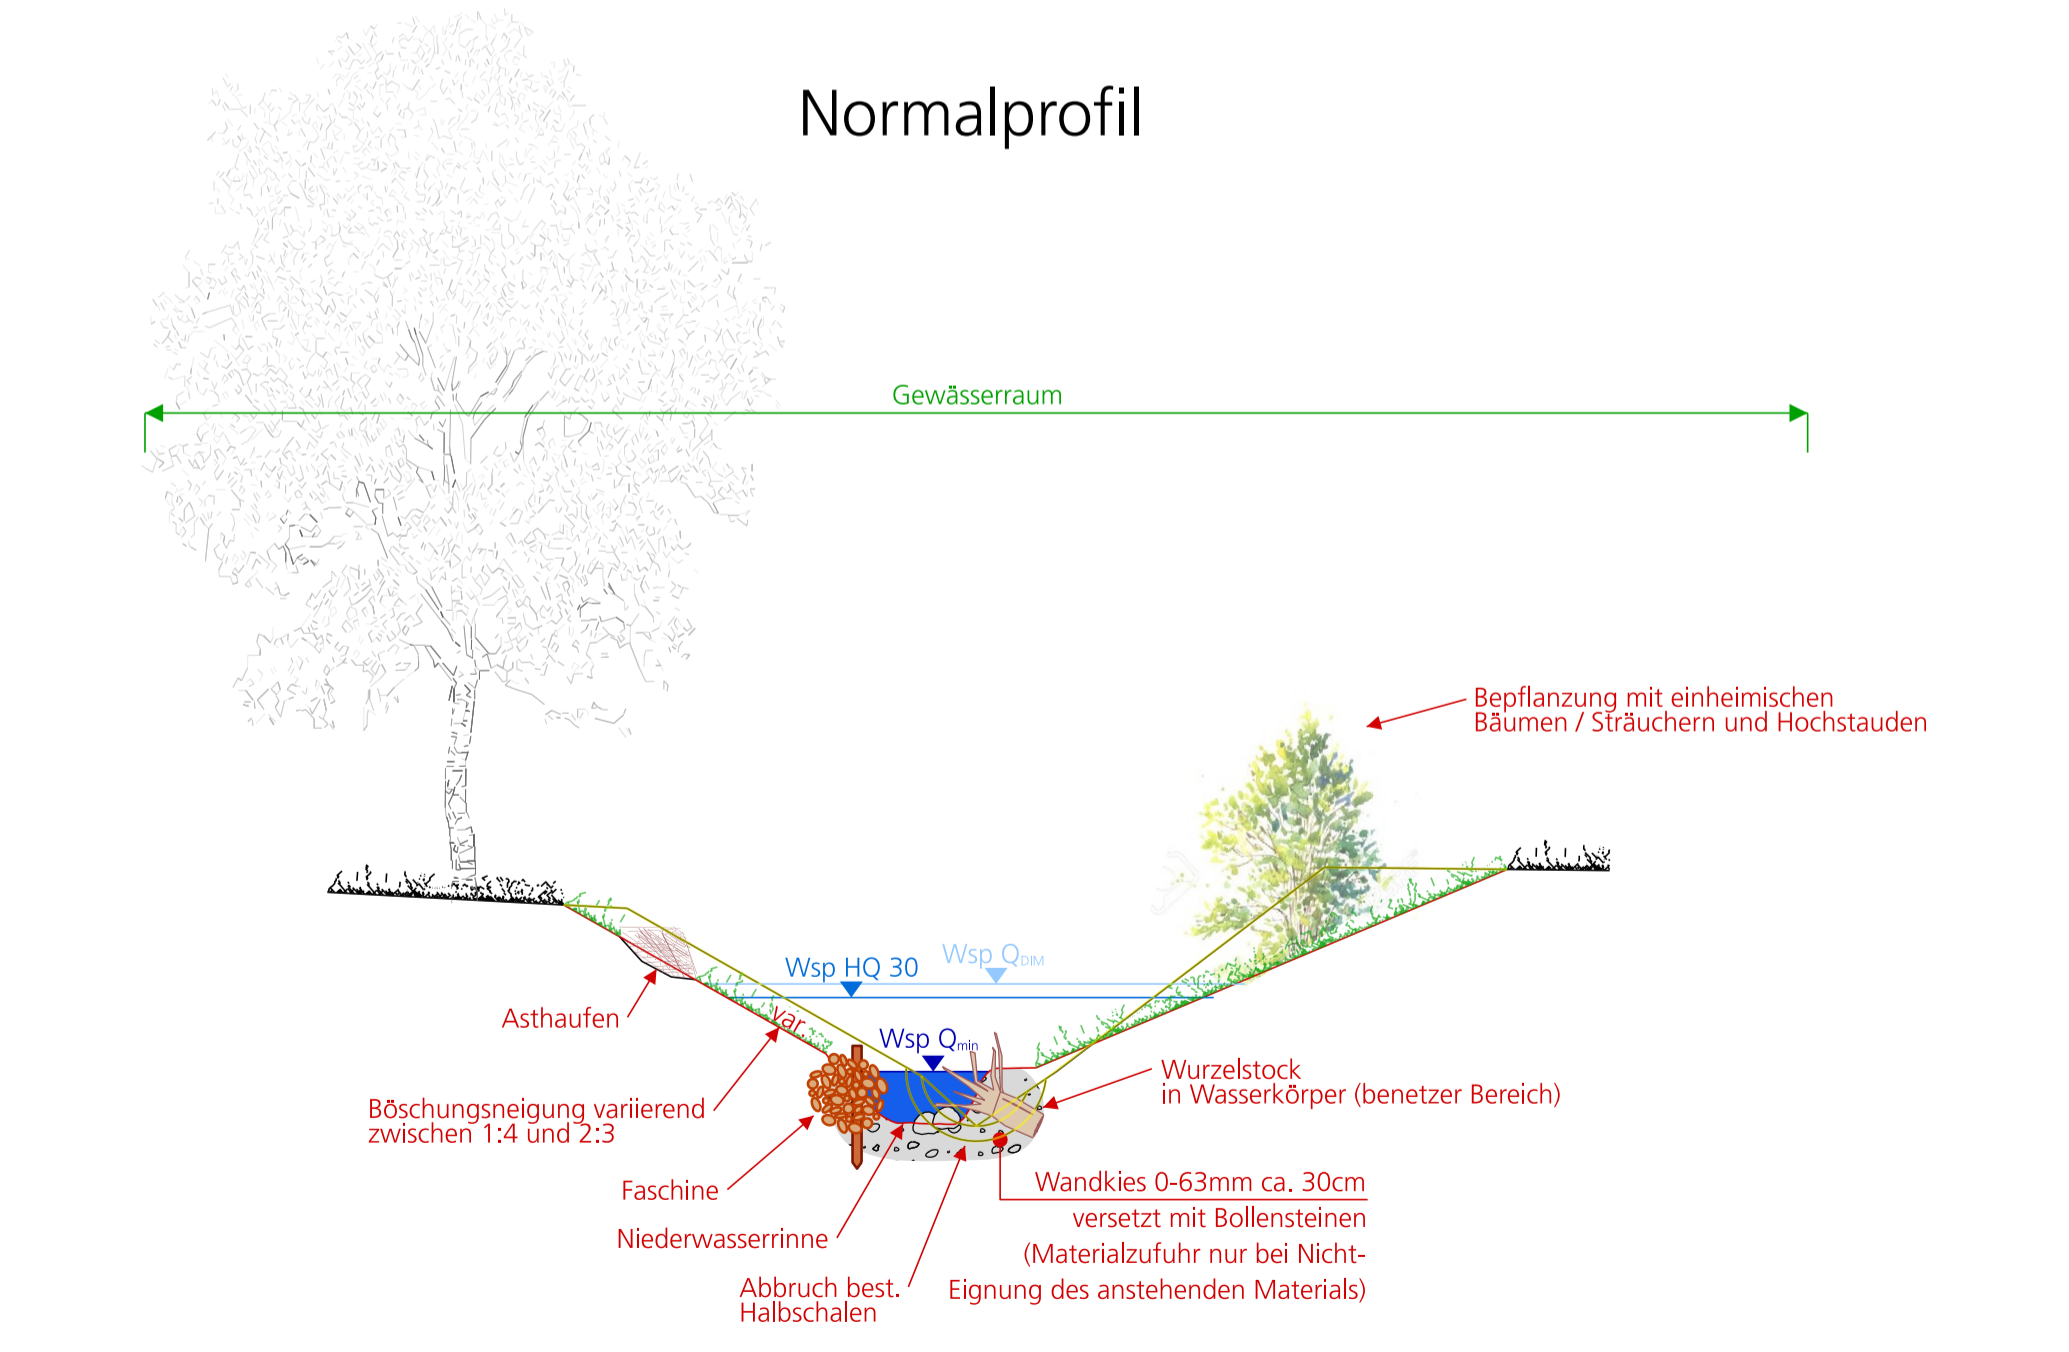 Normalprofil
Gewässerraum
Bepflanzung mit einheimischen
Bäumen / Sträuchern und Hochstauden
Wsp QDIM
Wsp HQ 30
Asthaufen
var.
Wsp Qmin
Wurzelstock
in Wasserkörper (benetzer Bereich)
Böschungsneigung variierend
zwischen 1:4 und 2:3
Faschine
Niederwasserrinne
Abbruch best.
Halbschalen
Wandkies 0-63mm ca. 30cm
versetzt mit Bollensteinen
(Materialzufuhr nur bei Nicht-
Eignung des anstehenden Materials)